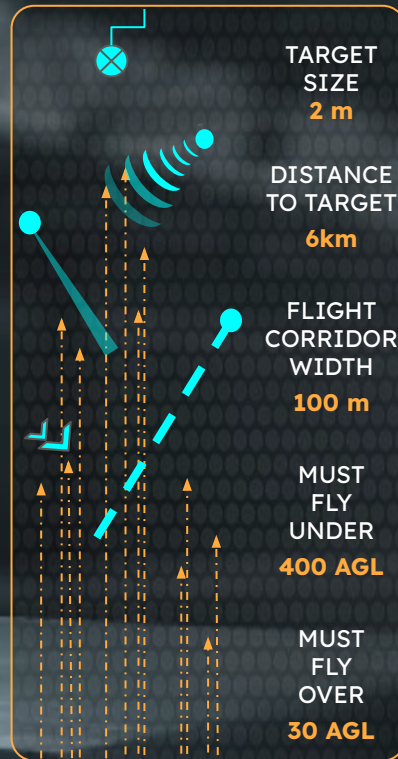 TARGET
SIZE
2 m
DISTANCE
TO TARGET
6km
FLIGHT
CORRIDOR
WIDTH
100 m
MUST
FLY
UNDER
400 AGL
MUST
FLY
OVER
30 AGL